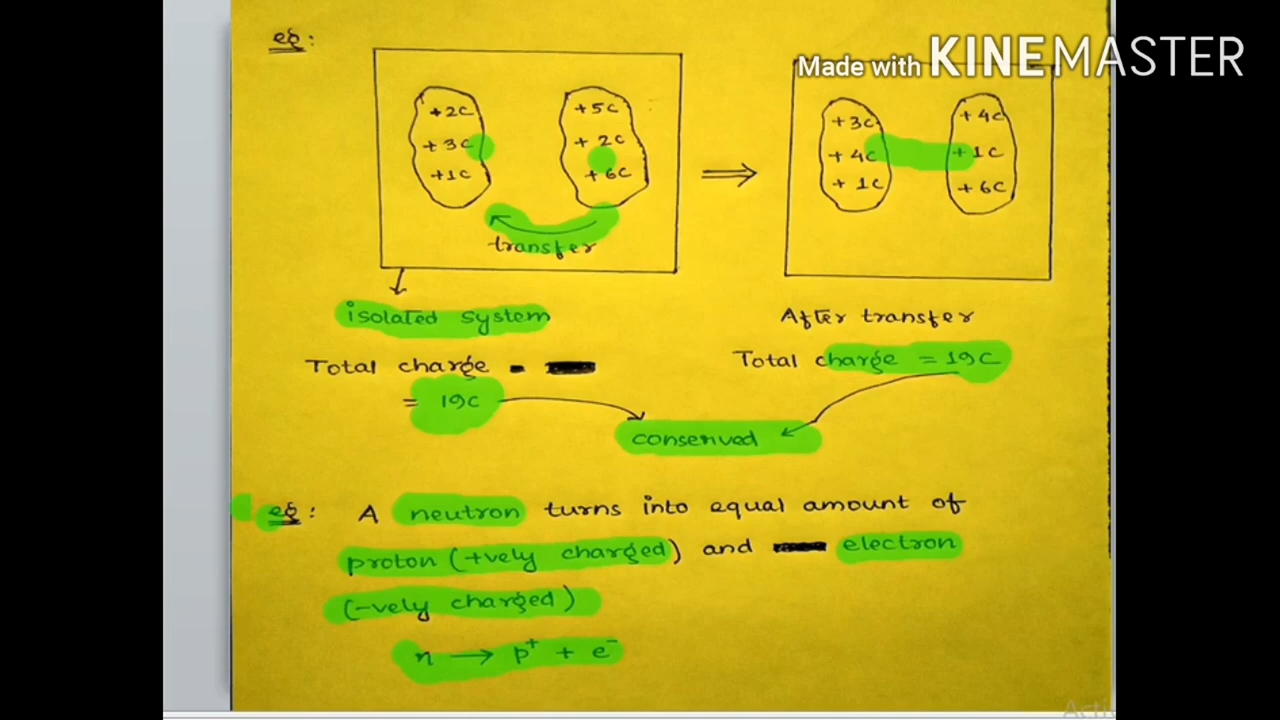 Made with KINEMASTER
eg:
+2C
+3C
+1C
+5C
+2C
+6C
transfer
+3C
+4C
+1C
+4C
+1C
+6C
isolated system
After transfer
Total charge =
= 19C
Total charge = 19C
conserved
eg: A neutron turns into equal amount of
proton (+vely charged) and electron
(-vely charged)
n → p⁺ + e⁻